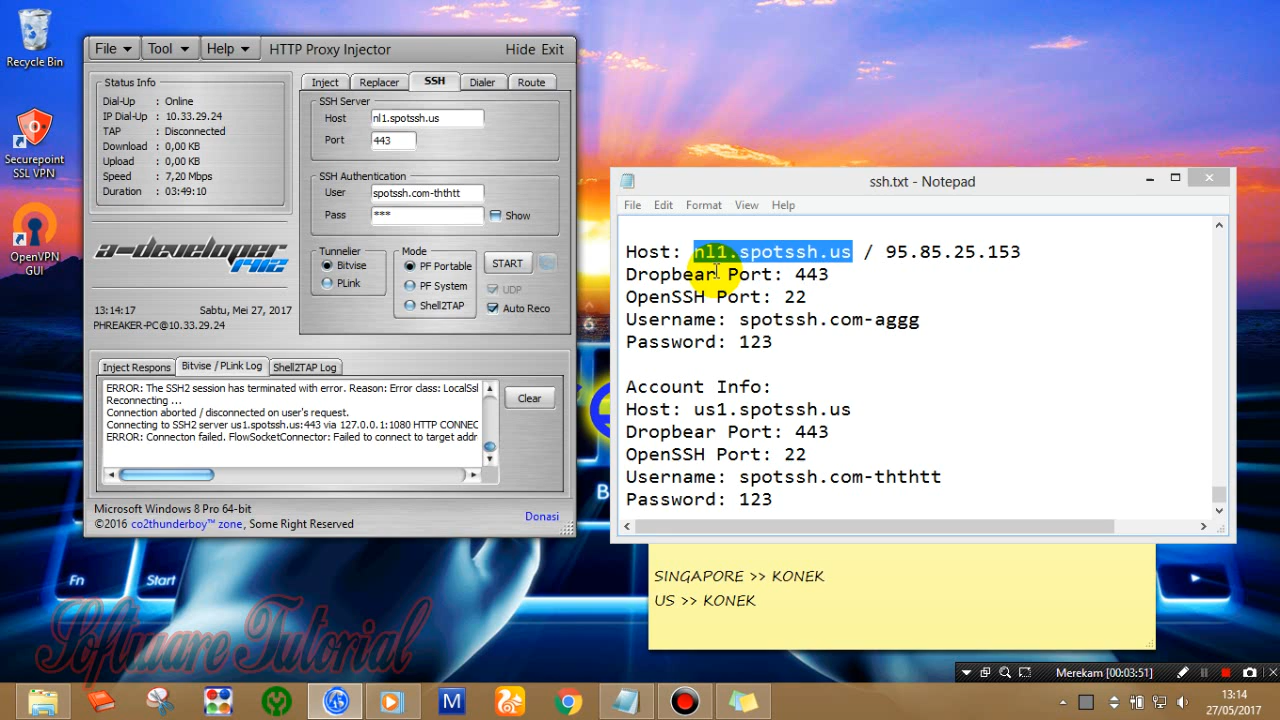 Recycle Bin
Securepoint
SSL VPN
OpenVPN
GUI
File Tool Help HTTP Proxy Injector Hide Exit
Status Info
Dial-Up : Online
IP Dial-Up : 10.33.29.24
TAP : Disconnected
Download : 0,00 KB
Upload : 0,00 KB
Speed : 7,20 Mbps
Duration : 03:49:10
a-developer
1412
13:14:17 Sabtu, Mei 27, 2017
PHREAKER-PC@10.33.29.24
Inject Replacer SSH Dialer Route
SSH Server
Host nl1.spotssh.us
Port 443
SSH Authentication
User spotssh.com-iththtt
Pass *** Show
Tunnelier
Bitvise
PLink
Mode
PF Portable
PF System
Shell2TAP
START
UDP
Auto Reco
Inject Respons Bitvise / PLink Log Shell2TAP Log
ERROR: The SSH2 session has terminated with error. Reason: Error class: LocalSsl
Reconnecting ...
Connection aborted / disconnected on user's request.
Connecting to SSH2 server us1.spotssh.us:443 via 127.0.0.1:1080 HTTP CONNEC
ERROR: Connecton failed. FlowSocketConnector: Failed to connect to target addr
Clear
Microsoft Windows 8 Pro 64-bit
©2016 co2thunderboy™ zone, Some Right Reserved
Donasi
ssh.txt - Notepad
File Edit Format View Help
Host: nl1.spotssh.us / 95.85.25.153
Dropbear Port: 443
OpenSSH Port: 22
Username: spotssh.com-aggg
Password: 123
Account Info:
Host: us1.spotssh.us
Dropbear Port: 443
OpenSSH Port: 22
Username: spotssh.com-thththtt
Password: 123
SINGAPORE >> KONEK
US >> KONEK
Fn
Start
Software Tutorial
Merekam [00:03:51]
M
13:14
27/05/2017